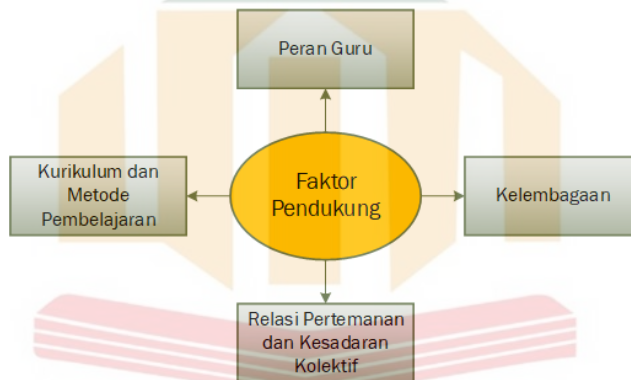 Peran Guru
Kurikulum dan
Metode
Pembelajaran
Faktor
Pendukung
Kelembagaan
Relasi Pertemanan
dan Kesadaran
Kolektif